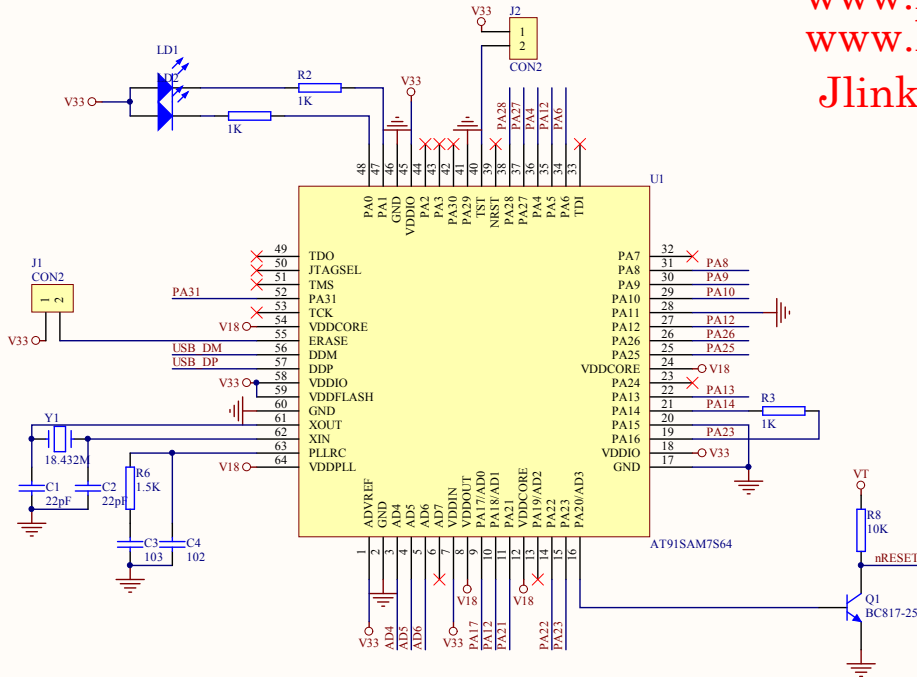 www.
www.
Jlink
V33
J2
1
2
CON2
LD1
D2
V33
R2
1K
1K
V33
PA28
PA27
PA4
PA12
PA6
48
47
46
45
44
43
42
41
40
39
38
37
36
35
34
33
U1
PA0
PA1
GND
VDDIO
PA2
PA3
PA30
PA29
TST
NRST
PA28
PA27
PA4
PA5
PA6
TDI
49 TDO
50 JTAGSEL
51 TMS
PA31 52 PA31
53 TCK
V18 54 VDDCORE
55 ERASE
USB_DM 56 DDM
USB_DP 57 DDP
V33 58 VDDIO
59 VDDFLASH
60 GND
61 XOUT
62 XIN
63 PLLRC
V18 64 VDDPLL
PA7 32
PA8 31 PA8
PA9 30 PA9
PA10 29 PA10
PA11 28
PA12 27 PA12
PA26 26 PA26
PA25 25 PA25
VDDCORE 24 V18
PA24 23
PA13 22 PA13
PA14 21 PA14
PA15 20
PA16 19 PA23
VDDIO 18 V33
GND 17
J1
CON2
1 2
V33
R3
1K
Y1
18.432M
C1
22pF
C2
22pF
R6
1.5K
C3
103
C4
102
ADVREF
GND
AD4
AD5
AD6
AD7
VDDIN
VDDOUT
PA17/AD0
PA18/AD1
PA21
VDDCORE
PA19/AD2
PA22
PA23
PA20/AD3
1
2
3
4
5
6
7
8
9
10
11
12
13
14
15
16
AT91SAM7S64
V33
AD4
AD5
AD6
V33
V18
PA17
PA12
PA21
V18
PA22
PA23
VT
R8
10K
nRESET
Q1
BC817-25